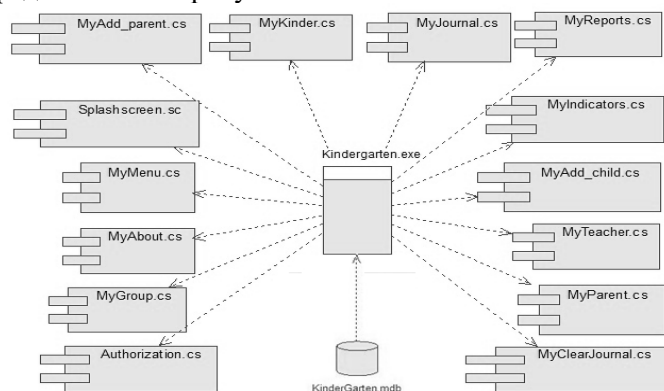 MyAdd_parent.cs
MyKinder.cs
MyJournal.cs
MyReports.cs
Splashscreen.sc
MyIndicators.cs
Kindergarten.exe
MyMenu.cs
MyAdd_child.cs
MyAbout.cs
MyTeacher.cs
MyGroup.cs
MyParent.cs
Authorization.cs
MyClearJournal.cs
KinderGarten.mdb